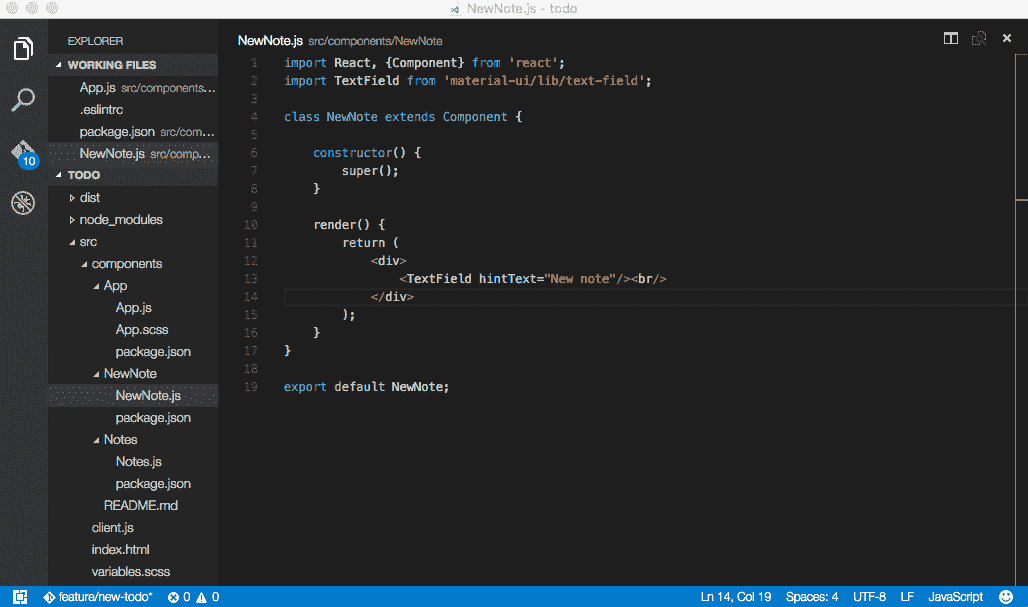 NewNote.js - todo
EXPLORER
WORKING FILES
App.js src/components...
.eslintrc
package.json src/com...
NewNote.js src/comp...
10
TODO
dist
node_modules
src
components
App
App.js
App.scss
package.json
NewNote
NewNote.js
package.json
Notes
Notes.js
package.json
README.md
client.js
index.html
variables.scss
NewNote.js src/components/NewNote
1 import React, {Component} from 'react';
2 import TextField from 'material-ui/lib/text-field';
3
4 class NewNote extends Component {
5
6     constructor() {
7         super();
8     }
9
10     render() {
11         return (
12             <div>
13                 <TextField hintText="New note"/><br/>
14             </div>
15         );
16     }
17 }
18
19 export default NewNote;
feature/new-todo* 0 0 Ln 14, Col 19 Spaces: 4 UTF-8 LF JavaScript